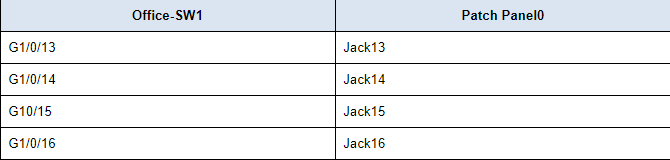 Office-SW1 Patch Panel0
G1/0/13 Jack13
G1/0/14 Jack14
G10/15 Jack15
G1/0/16 Jack16